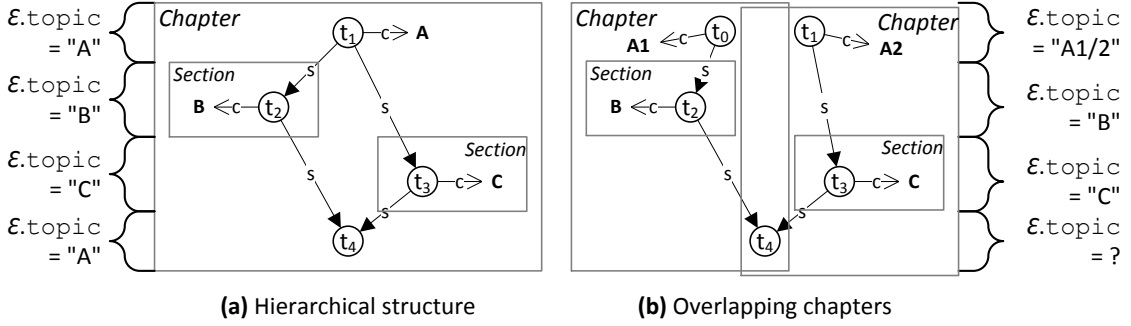 ℰ.topic
= "A"
ℰ.topic
= "B"
ℰ.topic
= "C"
ℰ.topic
= "A"
Chapter
t1
c
A
s
s
Section
B
c
t2
s
Section
t3
c
C
s
t4
(a) Hierarchical structure
Chapter
t0
c
A1
s
Section
B
c
t2
s
Chapter
t1
c
A2
s
Section
t3
c
C
s
t4
(b) Overlapping chapters
ℰ.topic
= "A1/2"
ℰ.topic
= "B"
ℰ.topic
= "C"
ℰ.topic
= ?